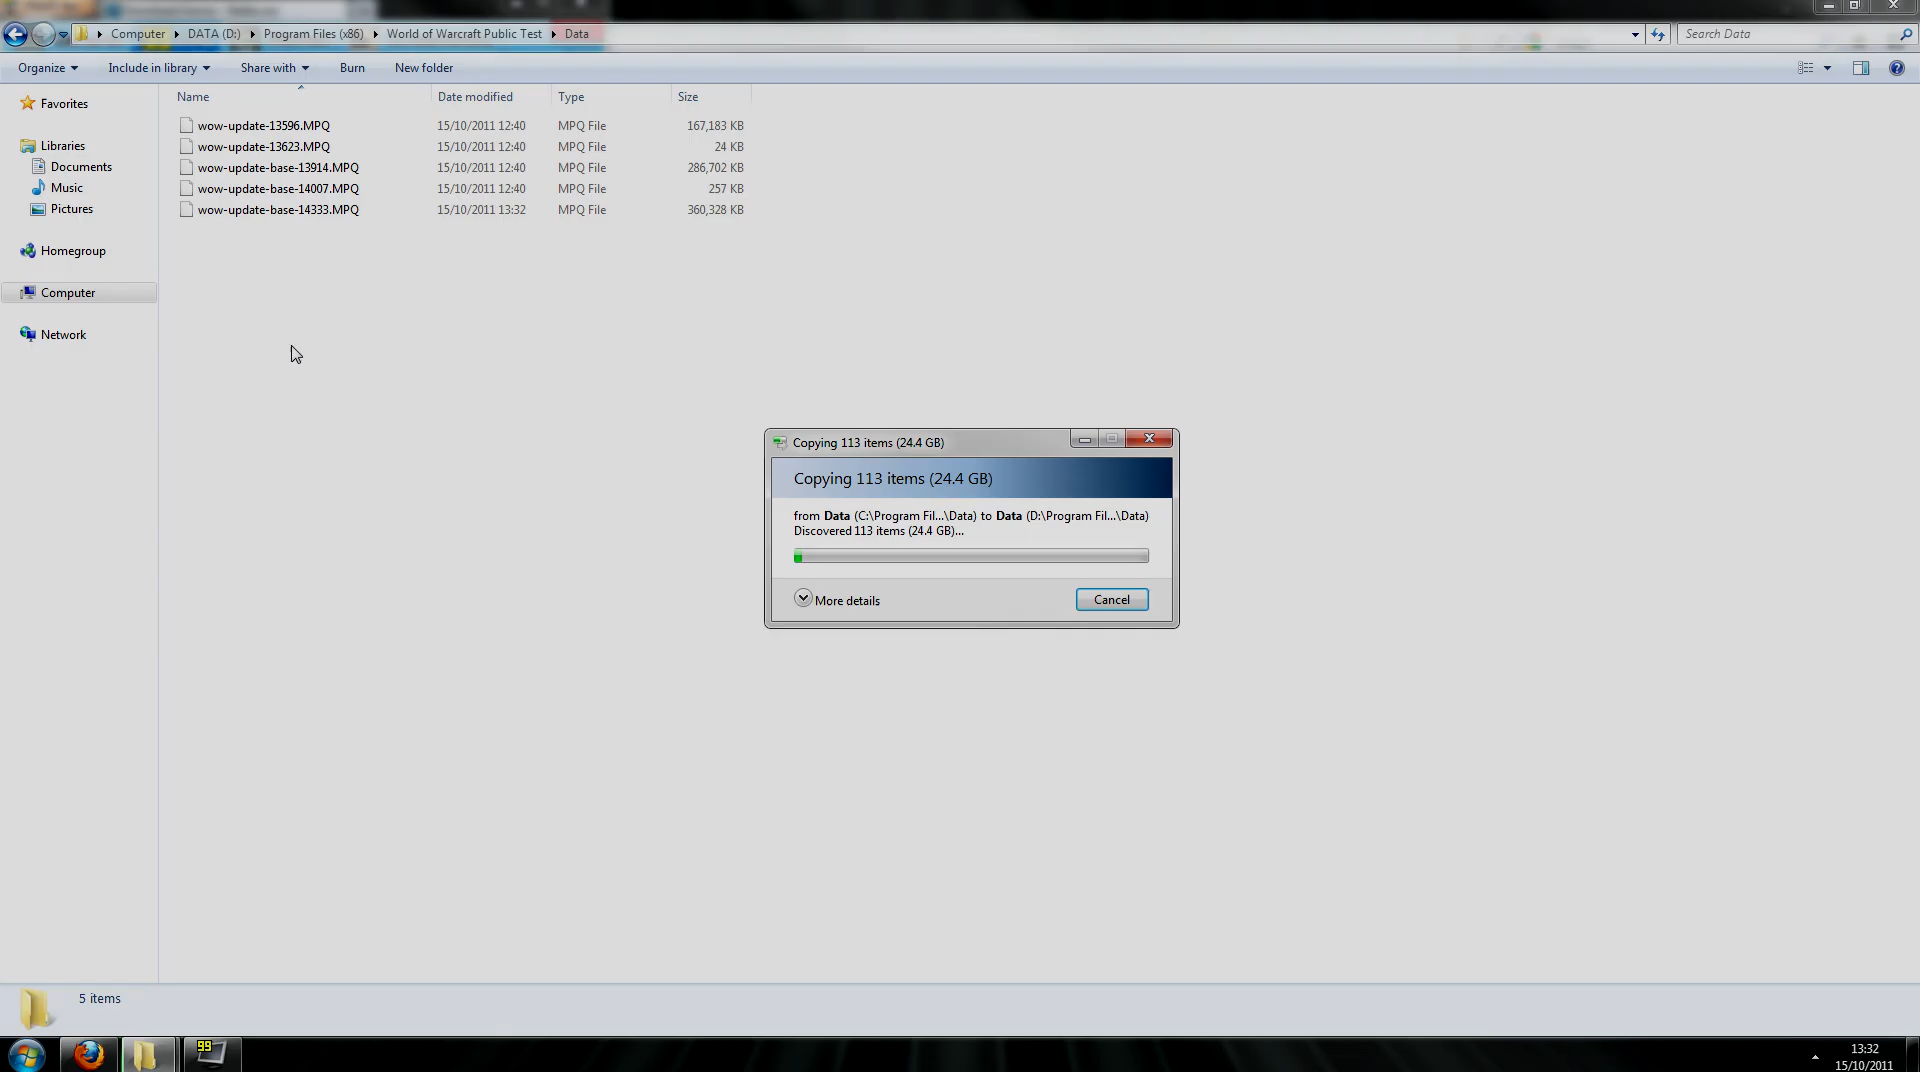 Computer DATA (D:) Program Files (x86) World of Warcraft Public Test Data Search Data
Organize Include in library Share with Burn New folder
Favorites
Libraries
Documents
Music
Pictures
Homegroup
Computer
Network
Name Date modified Type Size
wow-update-13596.MPQ 15/10/2011 12:40 MPQ File 167,183 KB
wow-update-13623.MPQ 15/10/2011 12:40 MPQ File 24 KB
wow-update-base-13914.MPQ 15/10/2011 12:40 MPQ File 286,702 KB
wow-update-base-14007.MPQ 15/10/2011 12:40 MPQ File 257 KB
wow-update-base-14333.MPQ 15/10/2011 13:32 MPQ File 360,328 KB
Copying 113 items (24.4 GB)
Copying 113 items (24.4 GB)
from Data (C:\Program Fil...\Data) to Data (D:\Program Fil...\Data)
Discovered 113 items (24.4 GB)...
More details Cancel
5 items
99
13:32
15/10/2011